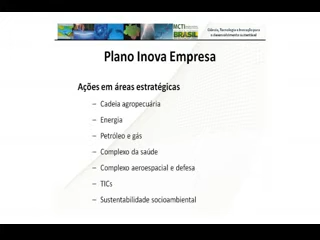 MCTI
BRASIL
Ciência, Tecnologia e Inovação para
o desenvolvimento sustentável
Plano Inova Empresa
Ações em áreas estratégicas
– Cadeia agropecuária
– Energia
– Petróleo e gás
– Complexo da saúde
– Complexo aeroespacial e defesa
– TICs
– Sustentabilidade socioambiental